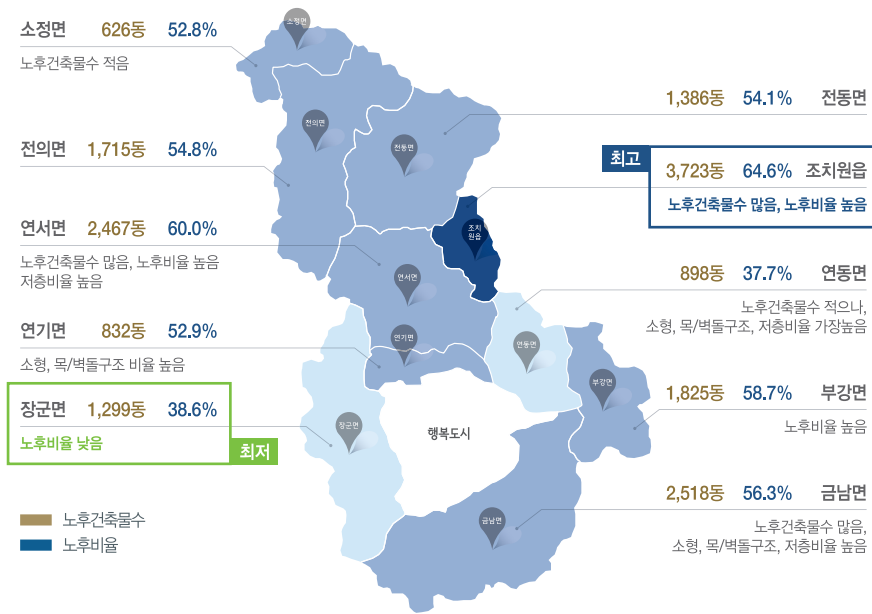 소정면 626동 52.8%
노후건축물수 적음
전의면 1,715동 54.8%
연서면 2,467동 60.0%
노후건축물수 많음, 노후비율 높음
저층비율 높음
연기면 832동 52.9%
소형, 목/벽돌구조 비율 높음
장군면 1,299동 38.6%
노후비율 낮음
최저
노후건축물수
노후비율
소정면
전의면
전동면
조치
원읍
연서면
연기면
연동면
부강면
장군면
행복도시
금남면
1,386동 54.1% 전동면
최고
3,723동 64.6% 조치원읍
노후건축물수 많음, 노후비율 높음
898동 37.7% 연동면
노후건축물수 적으나,
소형, 목/벽돌구조, 저층비율 가장높음
1,825동 58.7% 부강면
노후비율 높음
2,518동 56.3% 금남면
노후건축물수 많음,
소형, 목/벽돌구조, 저층비율 높음